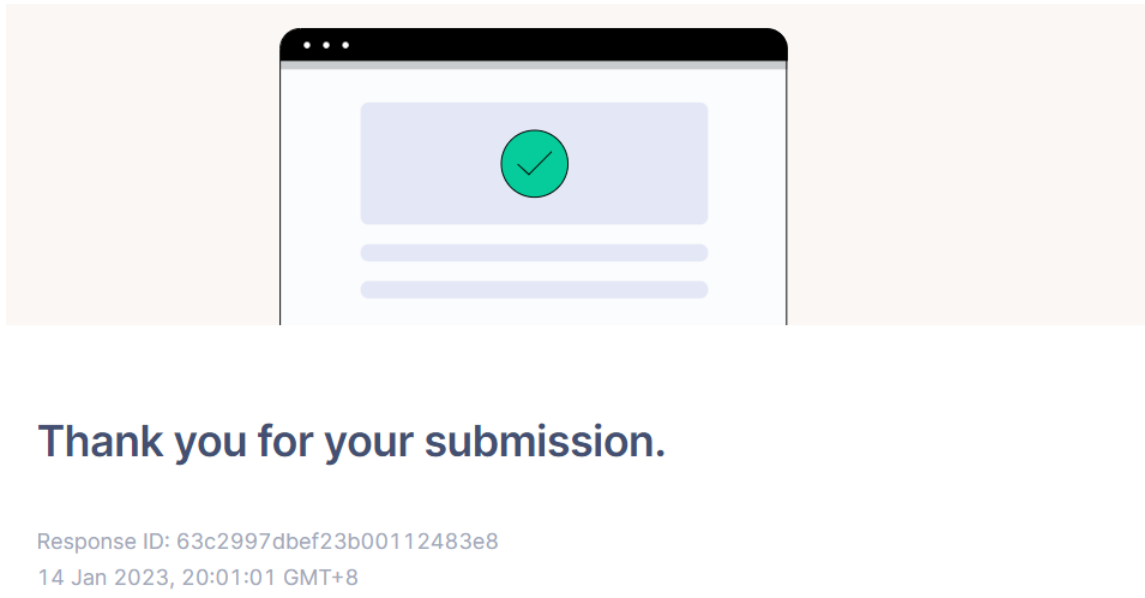 Thank you for your submission.
Response ID: 63c2997dbef23b00112483e8
14 Jan 2023, 20:01:01 GMT+8